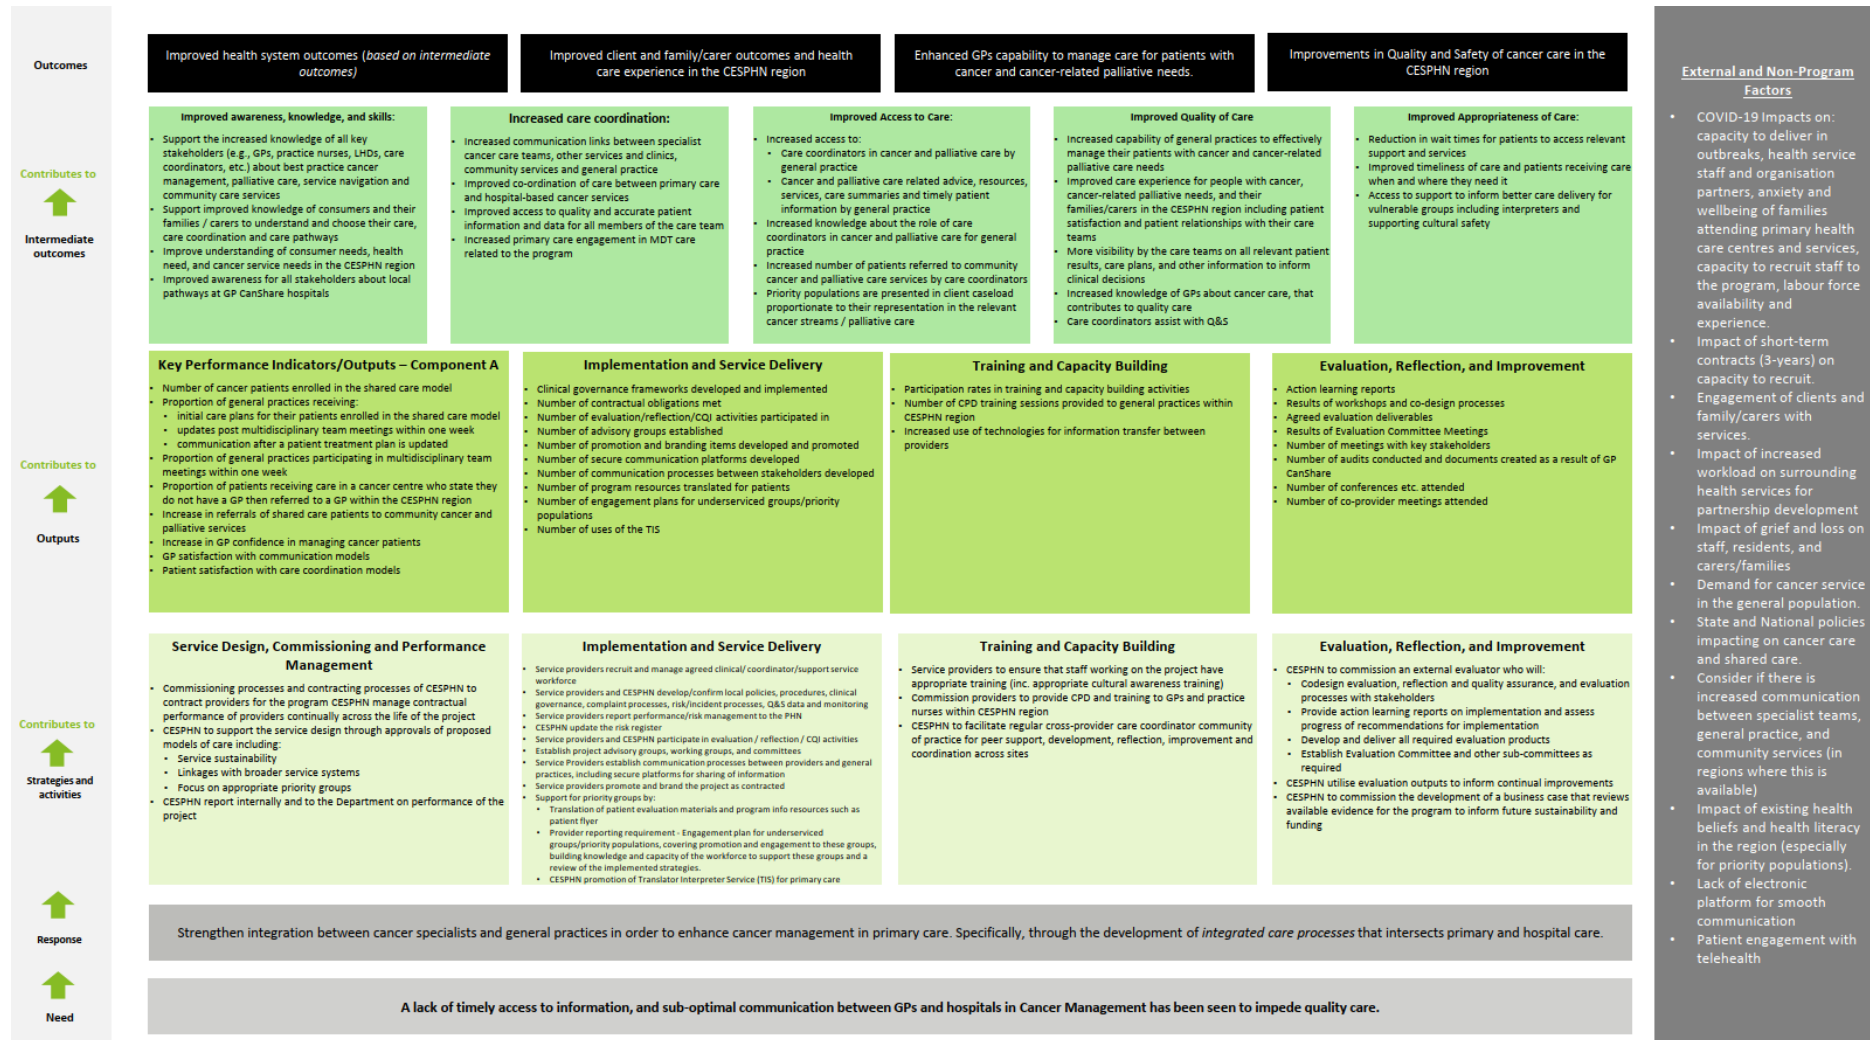 Outcomes
Improved health system outcomes (based on intermediate
outcomes)
Improved client and family/carer outcomes and health
care experience in the CESPHN region
Enhanced GPs capability to manage care for patients with
cancer and cancer-related palliative needs.
Improvements in Quality and Safety of cancer care in the
CESPHN region
Contributes to
Intermediate
outcomes
Improved awareness, knowledge, and skills:
• Support the increased knowledge of all key
stakeholders (e.g., GPs, practice nurses, LHDs, care
coordinators, etc.) about best practice cancer
management, palliative care, service navigation and
community care services
• Support improved knowledge of consumers and their
families / carers to understand and choose their care,
care coordination and care pathways
• Improve understanding of consumer needs, health
need, and cancer service needs in the CESPHN region
• Improved awareness for all stakeholders about local
pathways at GP CanShare hospitals
Increased care coordination:
• Increased communication links between specialist
cancer care teams, other services and clinics,
community services and general practice
• Improved co-ordination of care between primary care
and hospital-based cancer services
• Improved access to quality and accurate patient
information and data for all members of the care team
• Increased primary care engagement in MDT care
related to the program
Improved Access to Care:
• Increased access to:
• Care coordinators in cancer and palliative care by
general practice
• Cancer and palliative care related advice, resources,
services, care summaries and timely patient
information by general practice
• Increased knowledge about the role of care
coordinators in cancer and palliative care for general
practice
• Increased number of patients referred to community
cancer and palliative care services by care coordinators
• Priority populations are presented in client caseload
proportionate to their representation in the relevant
cancer streams / palliative care
Improved Quality of Care
• Increased capability of general practices to effectively
manage their patients with cancer and cancer-related
palliative care needs
• Improved care experience for people with cancer,
cancer-related palliative needs, and their
families/carers in the CESPHN region including patient
satisfaction and patient relationships with their care
teams
• More visibility by the care teams on all relevant patient
results, care plans, and other information to inform
clinical decisions
• Increased knowledge of GPs about cancer care, that
contributes to quality care
• Care coordinators assist with Q&S
Improved Appropriateness of Care:
• Reduction in wait times for patients to access relevant
support and services
• Improved timeliness of care and patients receiving care
when and where they need it
• Access to support to inform better care delivery for
vulnerable groups including interpreters and
supporting cultural safety
Contributes to
Outputs
Key Performance Indicators/Outputs – Component A
• Number of cancer patients enrolled in the shared care model
• Proportion of general practices receiving:
• initial care plans for their patients enrolled in the shared care model
• updates post multidisciplinary team meetings within one week
• communication after a patient treatment plan is updated
• Proportion of general practices participating in multidisciplinary team
meetings within one week
• Proportion of patients receiving care in a cancer centre who state they
do not have a GP then referred to a GP within the CESPHN region
• Increase in referrals of shared care patients to community cancer and
palliative services
• Increase in GP confidence in managing cancer patients
• GP satisfaction with communication models
• Patient satisfaction with care coordination models
Implementation and Service Delivery
• Clinical governance frameworks developed and implemented
• Number of contractual obligations met
• Number of evaluation/reflection/CQI activities participated in
• Number of advisory groups established
• Number of promotion and branding items developed and promoted
• Number of secure communication platforms developed
• Number of communication processes between stakeholders developed
• Number of program resources translated for patients
• Number of engagement plans for underserviced groups/priority
populations
• Number of uses of the TIS
Training and Capacity Building
• Participation rates in training and capacity building activities
• Number of CPD training sessions provided to general practices within
CESPHN region
• Increased use of technologies for information transfer between
providers
Evaluation, Reflection, and Improvement
• Action learning reports
• Results of workshops and co-design processes
• Agreed evaluation deliverables
• Results of Evaluation Committee Meetings
• Number of meetings with key stakeholders
• Number of audits conducted and documents created as a result of GP
CanShare
• Number of conferences etc. attended
• Number of co-provider meetings attended
Contributes to
Strategies and
activities
Service Design, Commissioning and Performance
Management
• Commissioning processes and contracting processes of CESPHN to
contract providers for the program CESPHN manage contractual
performance of providers continually across the life of the project
• CESPHN to support the service design through approvals of proposed
models of care including:
• Service sustainability
• Linkages with broader service systems
• Focus on appropriate priority groups
• CESPHN report internally and to the Department on performance of the
project
Implementation and Service Delivery
• Service providers recruit and manage agreed clinical/ coordinator/support service
workforce
• Service providers and CESPHN develop/confirm local policies, procedures, clinical
governance, complaint processes, risk/incident processes, Q&S data and monitoring
• Service providers report performance/risk management to the PHN
• CESPHN update the risk register
• Service providers and CESPHN participate in evaluation / reflection / CQI activities
• Establish project advisory groups, working groups, and committees
• Service Providers establish communication processes between providers and general
practices, including secure platforms for sharing of information
• Service providers promote and brand the project as contracted
• Support for priority groups by:
• Translation of patient evaluation materials and program info resources such as
patient flyer
• Provider reporting requirement - Engagement plan for underserviced
groups/priority populations, covering promotion and engagement to these groups,
building knowledge and capacity of the workforce to support these groups and a
review of the implemented strategies.
• CESPHN promotion of Translator Interpreter Service (TIS) for primary care
Training and Capacity Building
• Service providers to ensure that staff working on the project have
appropriate training (inc. appropriate cultural awareness training)
• Commission providers to provide CPD and training to GPs and practice
nurses within CESPHN region
• CESPHN to facilitate regular cross-provider care coordinator community
of practice for peer support, development, reflection, improvement and
coordination across sites
Evaluation, Reflection, and Improvement
• CESPHN to commission an external evaluator who will:
• Codesign evaluation, reflection and quality assurance, and evaluation
processes with stakeholders
• Provide action learning reports on implementation and assess
progress of recommendations for implementation
• Develop and deliver all required evaluation products
• Establish Evaluation Committee and other sub-committees as
required
• CESPHN utilise evaluation outputs to inform continual improvements
• CESPHN to commission the development of a business case that reviews
available evidence for the program to inform future sustainability and
funding
Response
Strengthen integration between cancer specialists and general practices in order to enhance cancer management in primary care. Specifically, through the development of integrated care processes that intersects primary and hospital care.
Need
A lack of timely access to information, and sub-optimal communication between GPs and hospitals in Cancer Management has been seen to impede quality care.
External and Non-Program
Factors
• COVID-19 Impacts on:
capacity to deliver in
outbreaks, health service
staff and organisation
partners, anxiety and
wellbeing of families
attending primary health
care centres and services,
capacity to recruit staff to
the program, labour force
availability and
experience.
• Impact of short-term
contracts (3-years) on
capacity to recruit.
• Engagement of clients and
family/carers with
services.
• Impact of increased
workload on surrounding
health services for
partnership development
• Impact of grief and loss on
staff, residents, and
carers/families
• Demand for cancer service
in the general population.
• State and National policies
impacting on cancer care
and shared care.
• Consider if there is
increased communication
between specialist teams,
general practice, and
community services (in
regions where this is
available)
• Impact of existing health
beliefs and health literacy
in the region (especially
for priority populations).
• Lack of electronic
platform for smooth
communication
• Patient engagement with
telehealth